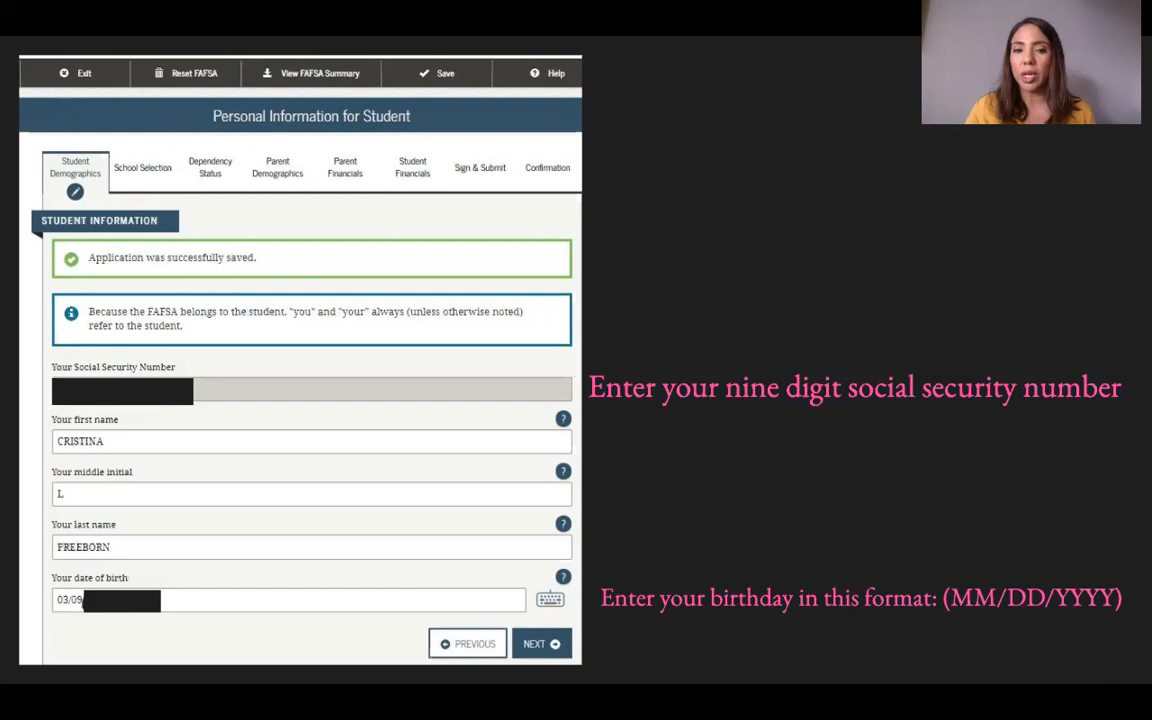 Exit Reset FAFSA View FAFSA Summary Save Help
Personal Information for Student
Student Demographics
School Selection
Dependency Status
Parent Demographics
Parent Financials
Student Financials
Sign & Submit
Confirmation
STUDENT INFORMATION
Application was successfully saved.
Because the FAFSA belongs to the student, "you" and "your" always (unless otherwise noted)
refer to the student.
Your Social Security Number
Enter your nine digit social security number
Your first name
CRISTINA
Your middle initial
L
Your last name
FREEBORN
Your date of birth
03/09
Enter your birthday in this format: (MM/DD/YYYY)
PREVIOUS NEXT